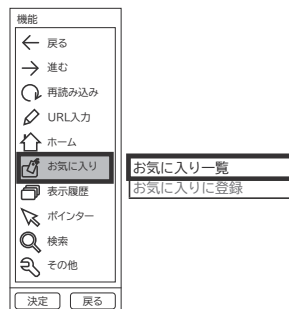 機能
戻る
進む
再読み込み
URL入力
ホーム
お気に入り
お気に入り一覧
お気に入りに登録
表示履歴
ポインター
検索
その他
決定 戻る